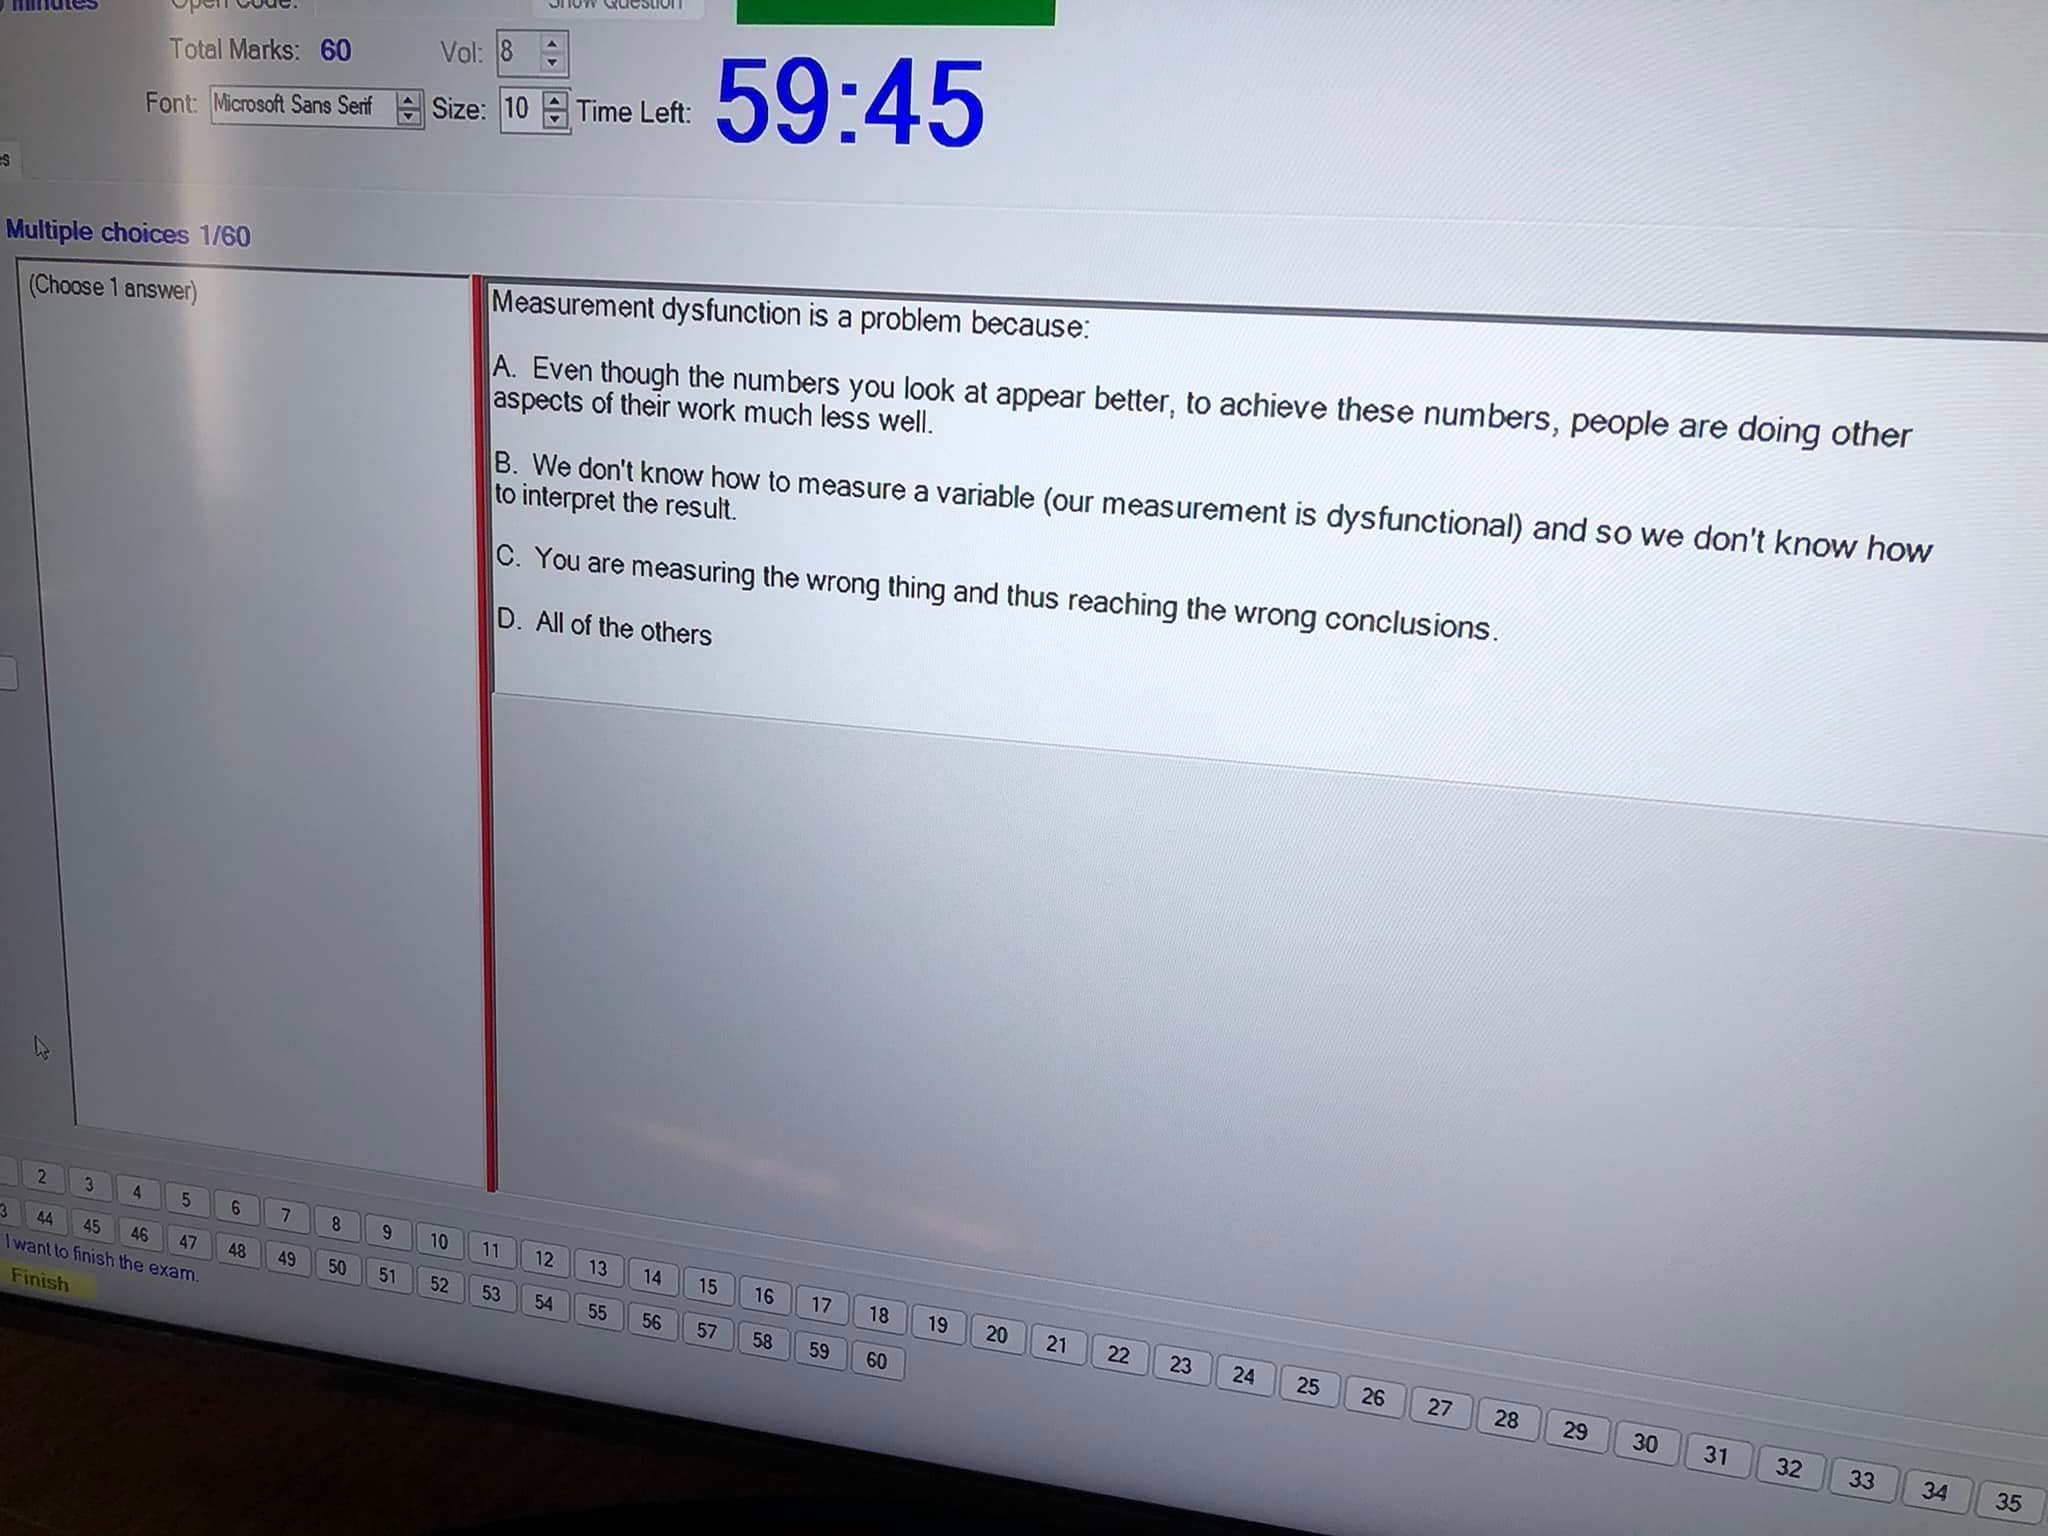 minutes
Open Code:
Show Question
Total Marks: 60
Vol: 8
Font: Microsoft Sans Serif Size: 10 Time Left: 59:45
Multiple choices 1/60
(Choose 1 answer)
Measurement dysfunction is a problem because:
A. Even though the numbers you look at appear better, to achieve these numbers, people are doing other
aspects of their work much less well.
B. We don't know how to measure a variable (our measurement is dysfunctional) and so we don't know how
to interpret the result.
C. You are measuring the wrong thing and thus reaching the wrong conclusions.
D. All of the others
2 3 4 5 6 7 8 9 10 11 12 13 14 15 16 17 18 19 20 21 22 23 24 25 26 27 28 29 30 31 32 33 34 35
44 45 46 47 48 49 50 51 52 53 54 55 56 57 58 59 60
I want to finish the exam.
Finish